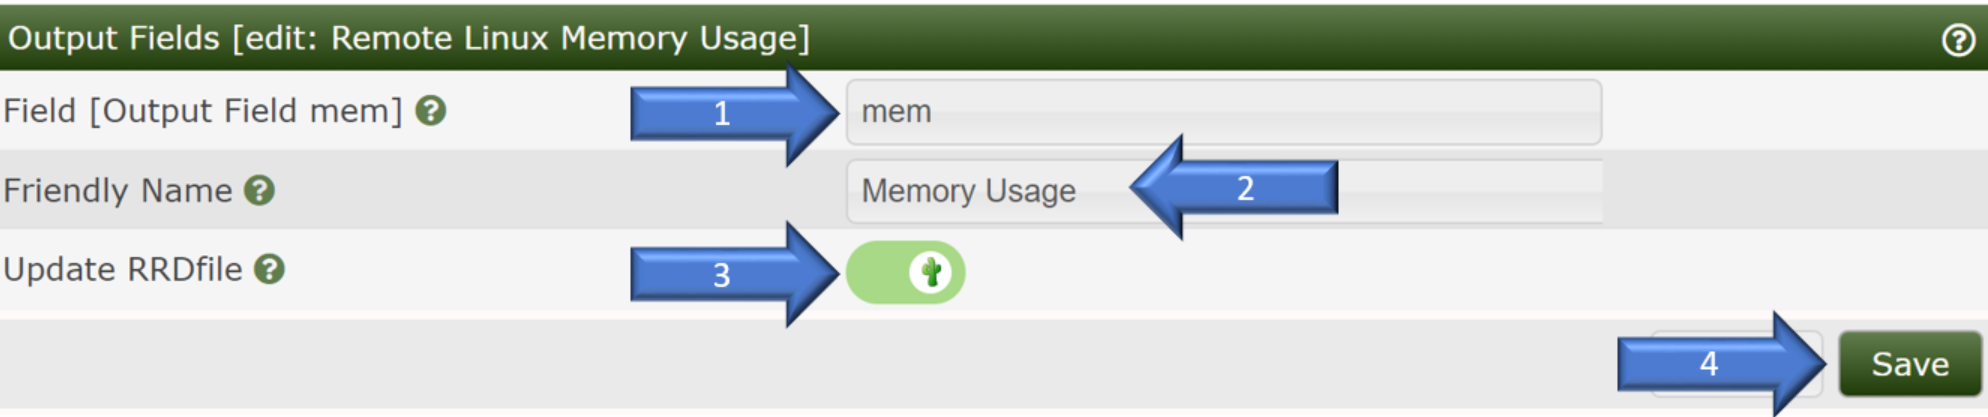 Output Fields [edit: Remote Linux Memory Usage] ?
Field [Output Field mem] ? 1 mem
Friendly Name ? Memory Usage 2
Update RRDfile ? 3
4 Save